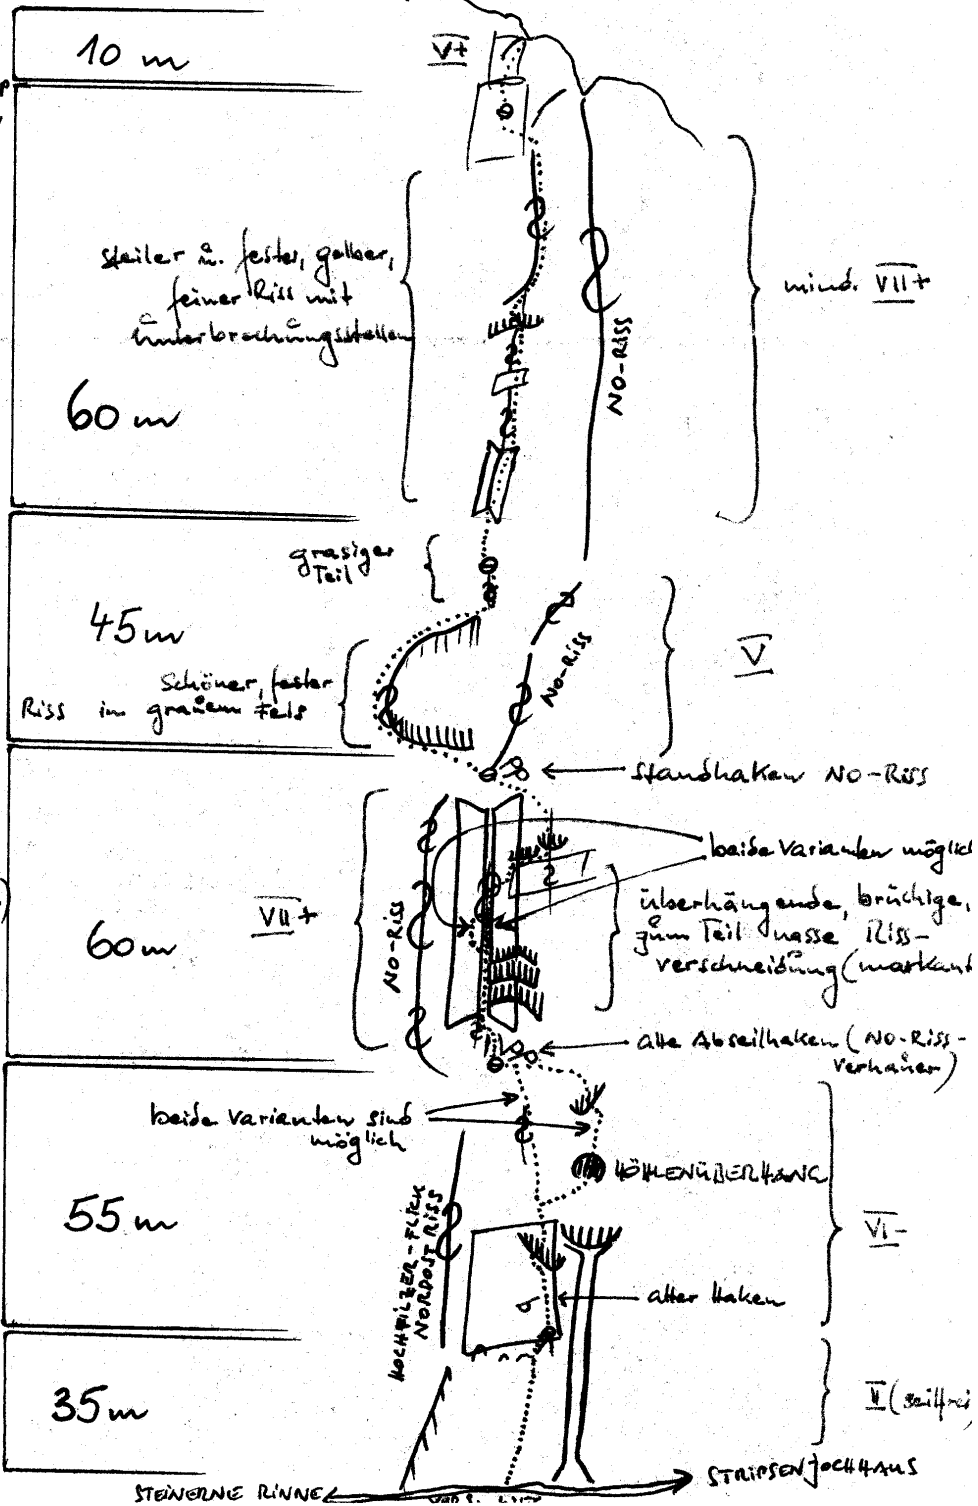 10 m
V+
steiler u. fester, gelber,
feiner Riss mit
Unterbrechungsstellen
mind. VII+
NO-RISS
60 m
grasiger
Teil
45 m
Schöner, fester
Riss im grauem Fels
NO-RISS
V
Standhaken NO-RISS
beide Varianten möglich
VII+
NO-RISS
60 m
überhängende, brüchige,
zum Teil nasse Riss-
verschneidung (markant
alte Abseilhaken (NO-RISS-
Verhauer)
beide Varianten sind
möglich
HÖHLENÜBERHANG
55 m
HOCHFILZER-FLICK
NORDOST RISS
VI-
alter Haken
35 m
II (seilfrei
STEINERNE RINNE
STRIPSENJOCHHAUS